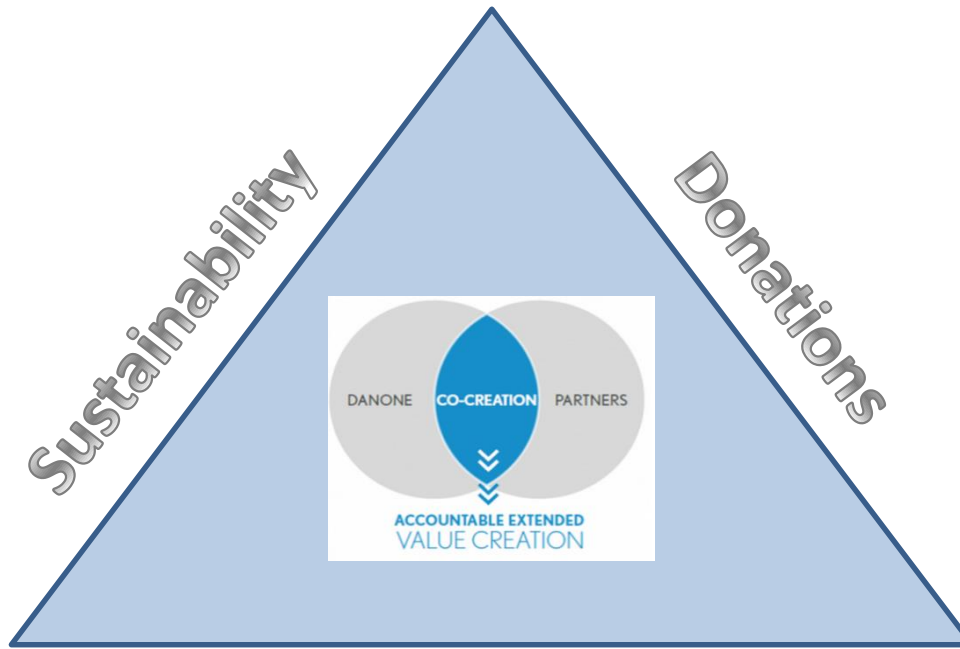 Sustainability
Donations
DANONE
CO-CREATION
PARTNERS
ACCOUNTABLE EXTENDED
VALUE CREATION